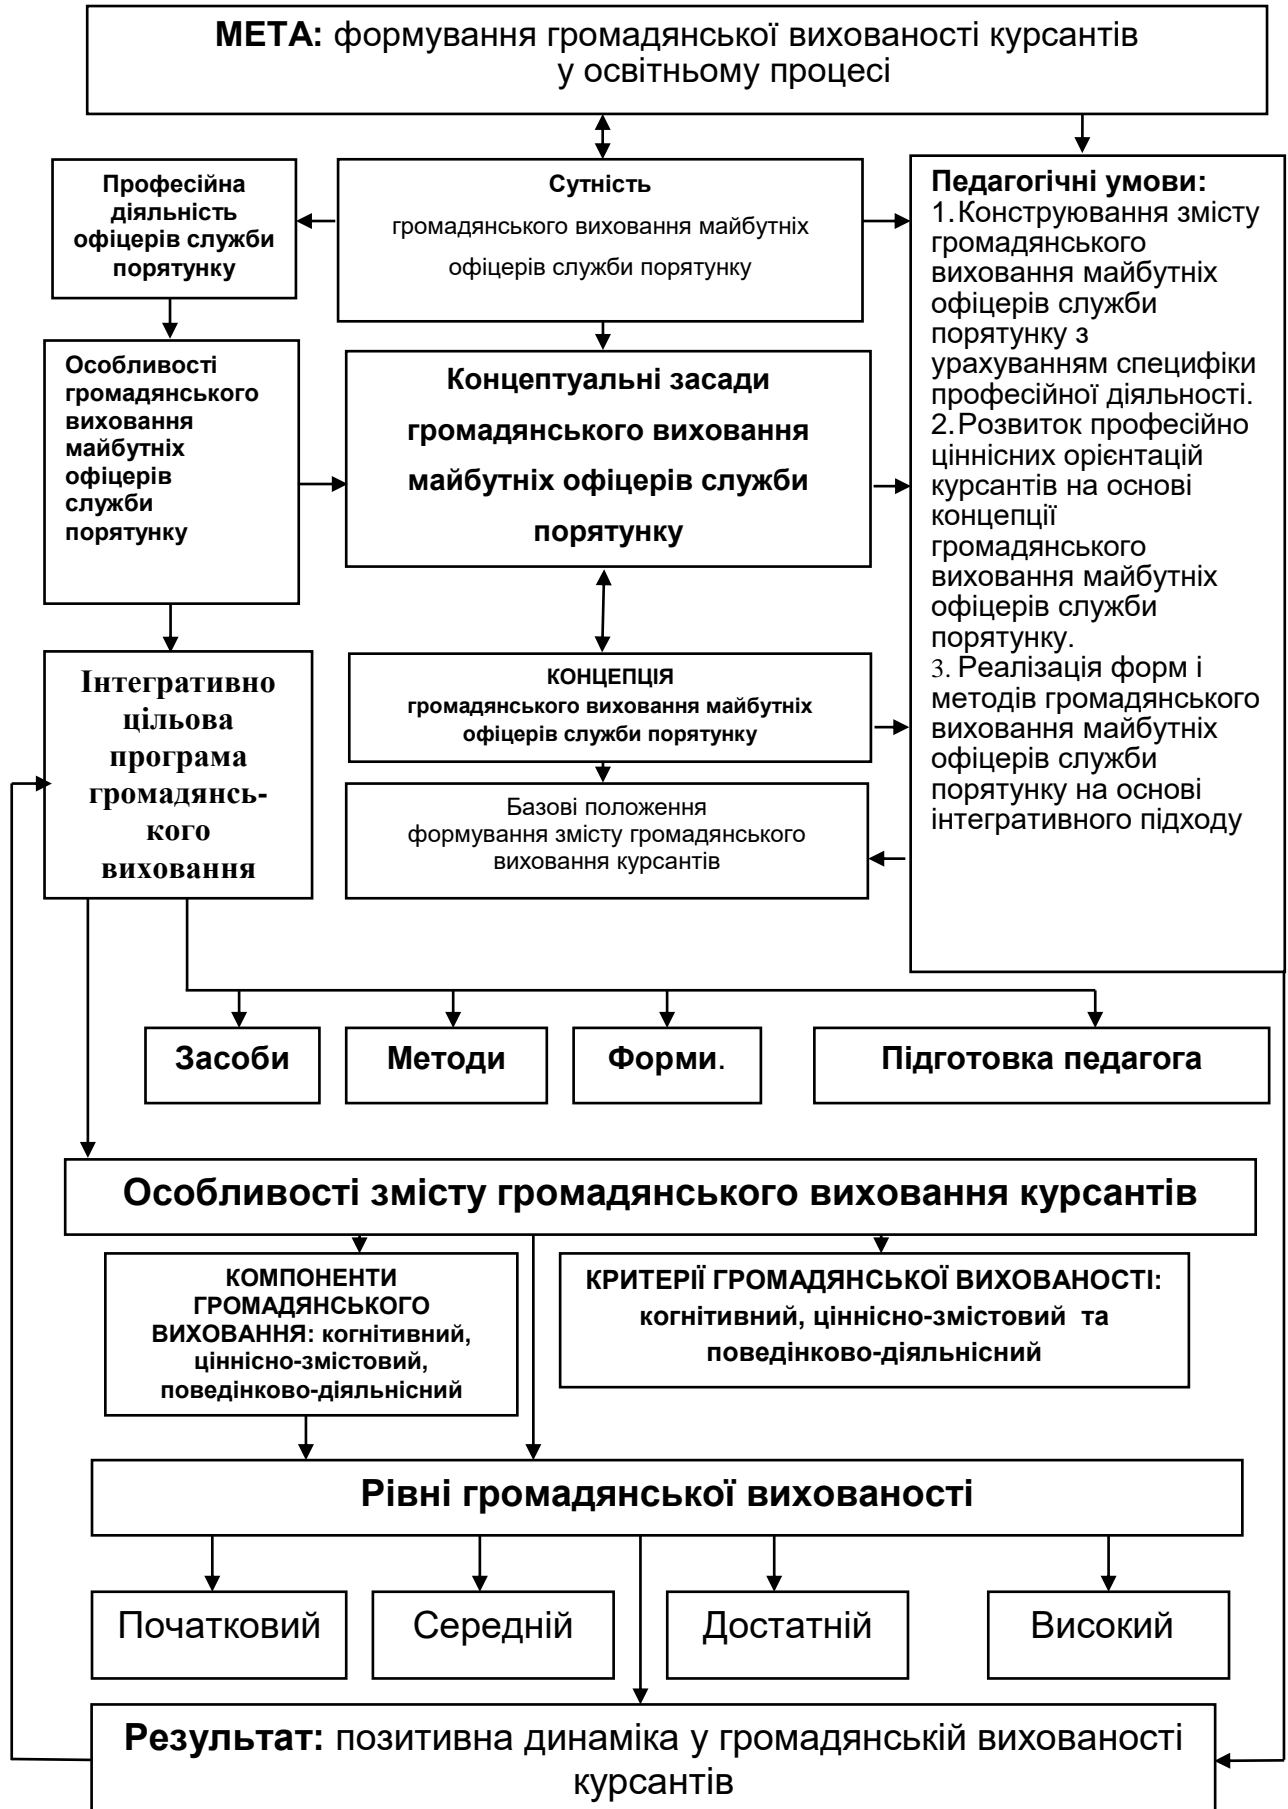 МЕТА: формування громадянської вихованості курсантів
у освітньому процесі
Професійна
діяльність
офіцерів служби
порятунку
Сутність
громадянського виховання майбутніх
офіцерів служби порятунку
Педагогічні умови:
1.Конструювання змісту
громадянського
виховання майбутніх
офіцерів служби
порятунку з
урахуванням специфіки
професійної діяльності.
2.Розвиток професійно
ціннісних орієнтацій
курсантів на основі
концепції
громадянського
виховання майбутніх
офіцерів служби
порятунку.
3. Реалізація форм і
методів громадянського
виховання майбутніх
офіцерів служби
порятунку на основі
інтегративного підходу
Особливості
громадянського
виховання
майбутніх
офіцерів
служби
порятунку
Концептуальні засади
громадянського виховання
майбутніх офіцерів служби
порятунку
Інтегративно
цільова
програма
громадянсь-
кого
виховання
КОНЦЕПЦІЯ
громадянського виховання майбутніх
офіцерів служби порятунку
Базові положення
формування змісту громадянського
виховання курсантів
Засоби
Методи
Форми.
Підготовка педагога
Особливості змісту громадянського виховання курсантів
КОМПОНЕНТИ
ГРОМАДЯНСЬКОГО
ВИХОВАННЯ: когнітивний,
ціннісно-змістовий,
поведінково-діяльнісний
КРИТЕРІЇ ГРОМАДЯНСЬКОЇ ВИХОВАНОСТІ:
когнітивний, ціннісно-змістовий та
поведінково-діяльнісний
Рівні громадянської вихованості
Початковий
Середній
Достатній
Високий
Результат: позитивна динаміка у громадянській вихованості
курсантів